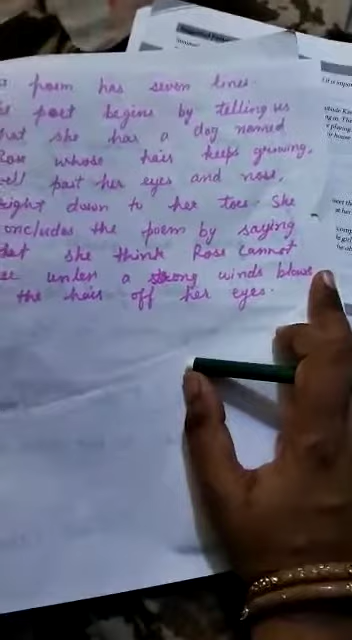 poem has seven lines.
poet begins by telling us
that she has a dog named
Rose whose hair keeps growing,
well past her eyes and nose,
right down to her toes. She
concludes the poem by saying
that she think Rose cannot
see unless a strong winds blows
the hair off her eyes.